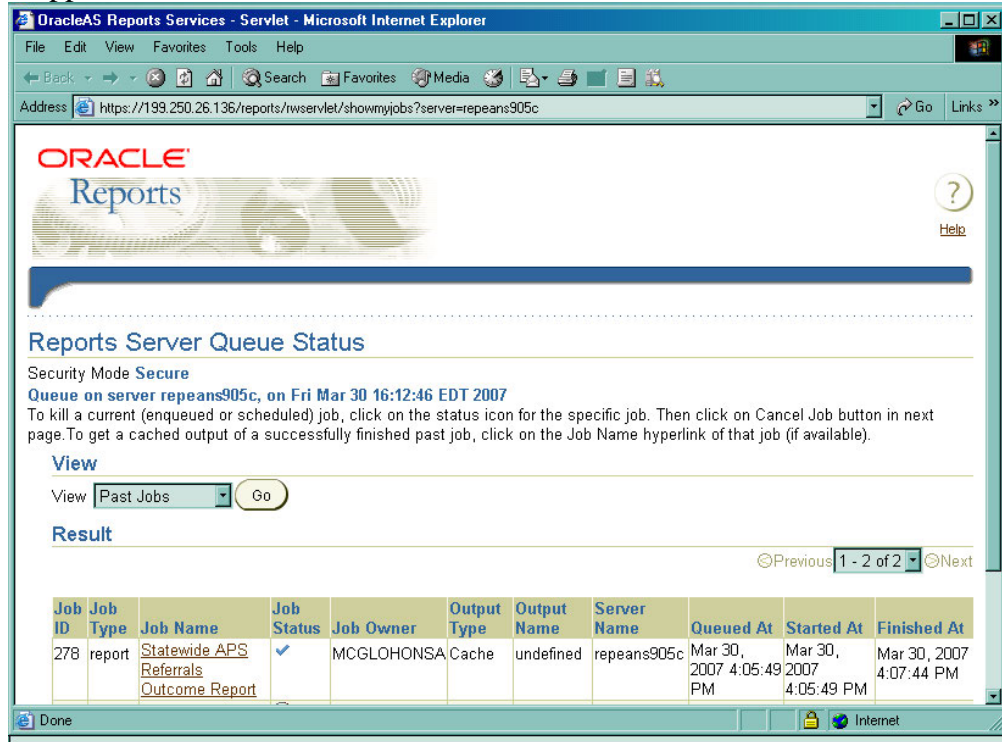 OracleAS Reports Services - Servlet - Microsoft Internet Explorer
File Edit View Favorites Tools Help
Back Search Favorites Media
Address https://199.250.26.136/reports/rwservlet/showmyjobs?server=repeans905c Go Links »
ORACLE
Reports
?
Help
Reports Server Queue Status
Security Mode Secure
Queue on server repeans905c, on Fri Mar 30 16:12:46 EDT 2007
To kill a current (enqueued or scheduled) job, click on the status icon for the specific job. Then click on Cancel Job button in next
page.To get a cached output of a successfully finished past job, click on the Job Name hyperlink of that job (if available).
View
View Past Jobs Go
Result
Previous 1 - 2 of 2 Next
Job Job Job Output Output Server
ID Type Job Name Status Job Owner Type Name Name Queued At Started At Finished At
278 report Statewide APS MCGLOHONSA Cache undefined repeans905c Mar 30, Mar 30, Mar 30, 2007
Referrals 2007 4:05:49 2007 4:07:44 PM
Outcome Report PM 4:05:49 PM
Done Internet